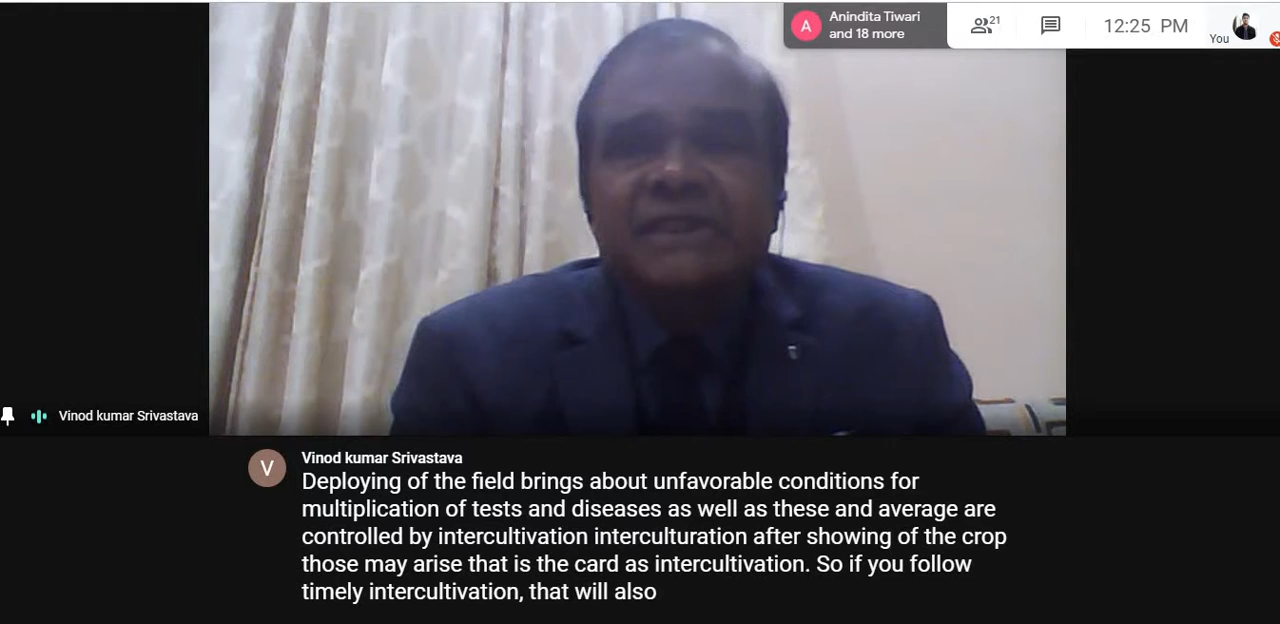 A
Anindita Tiwari
and 18 more
21
12:25 PM
You
Vinod kumar Srivastava
V
Vinod kumar Srivastava
Deploying of the field brings about unfavorable conditions for
multiplication of tests and diseases as well as these and average are
controlled by intercultivation interculturation after showing of the crop
those may arise that is the card as intercultivation. So if you follow
timely intercultivation, that will also